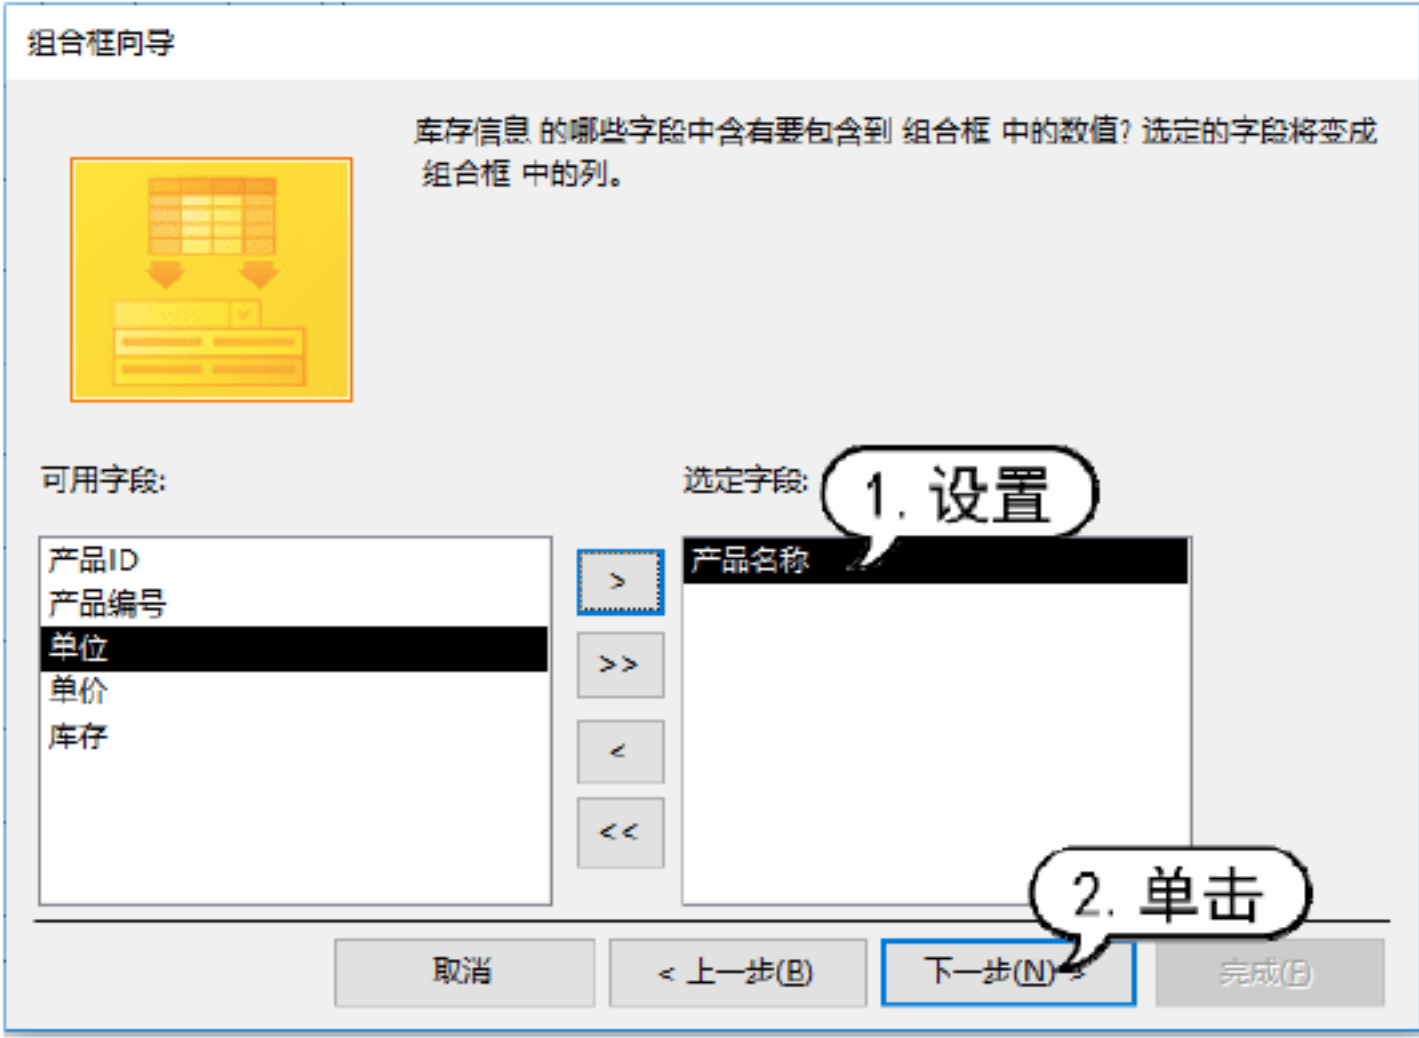 组合框向导
库存信息 的哪些字段中含有要包含到 组合框 中的数值? 选定的字段将变成
组合框 中的列。
可用字段:
选定字段:
1. 设置
产品ID
产品编号
单位
单价
库存
>
>>
<
<<
产品名称
2. 单击
取消
< 上一步(B)
下一步(N) >
完成(F)